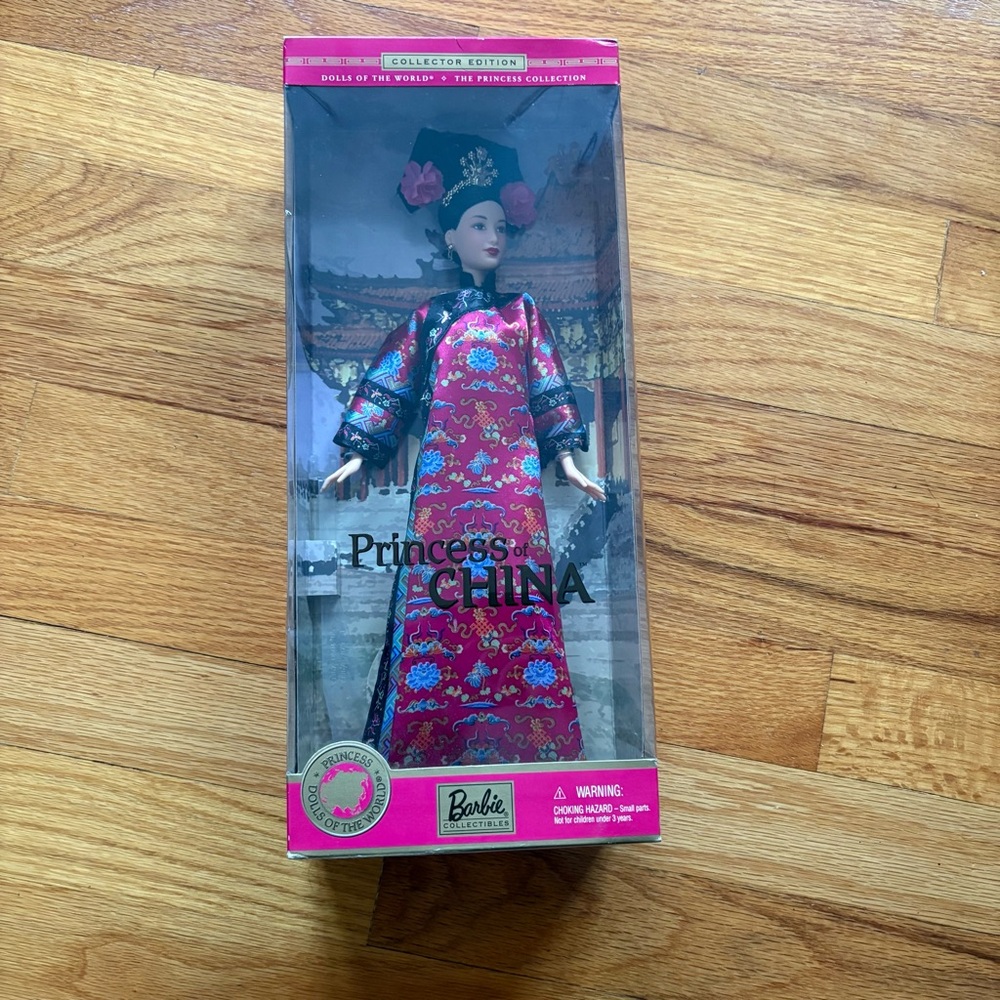 COLLECTOR EDITION
DOLLS OF THE WORLD® ❖ THE PRINCESS COLLECTION
Princess of
CHINA™
PRINCESS
DOLLS OF THE WORLD®
Barbie®
COLLECTIBLES
⚠ WARNING:
CHOKING HAZARD – Small parts.
Not for children under 3 years.